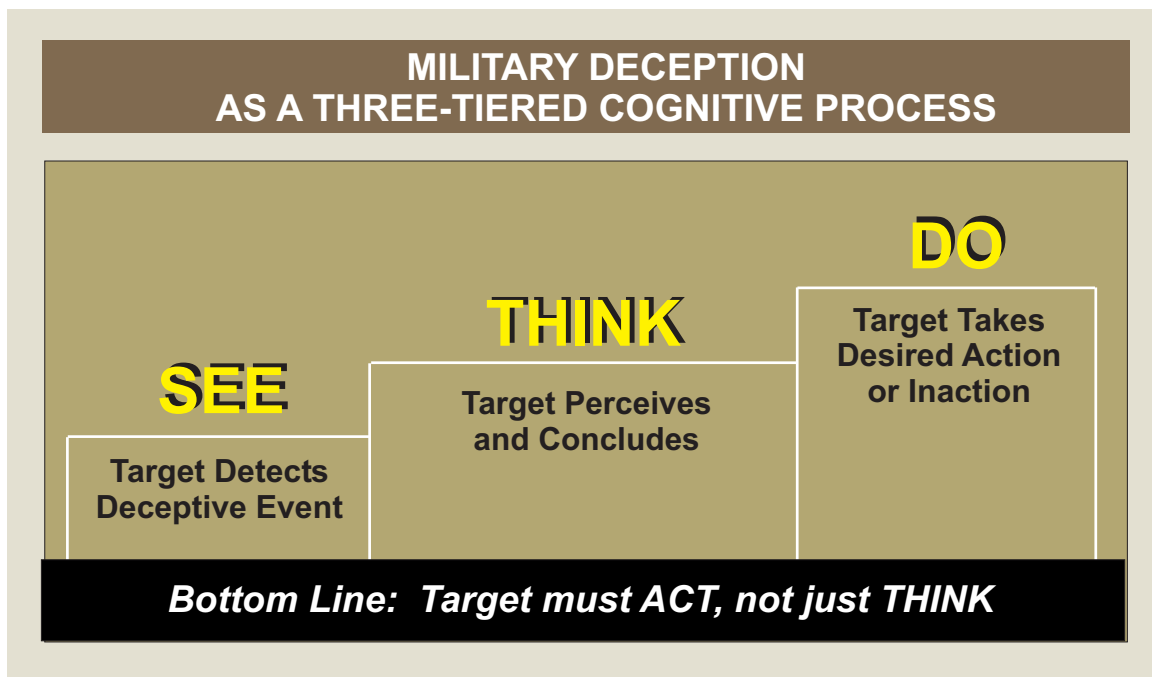 MILITARY DECEPTION
AS A THREE-TIERED COGNITIVE PROCESS
SEE
Target Detects
Deceptive Event
THINK
Target Perceives
and Concludes
DO
Target Takes
Desired Action
or Inaction
Bottom Line: Target must ACT, not just THINK